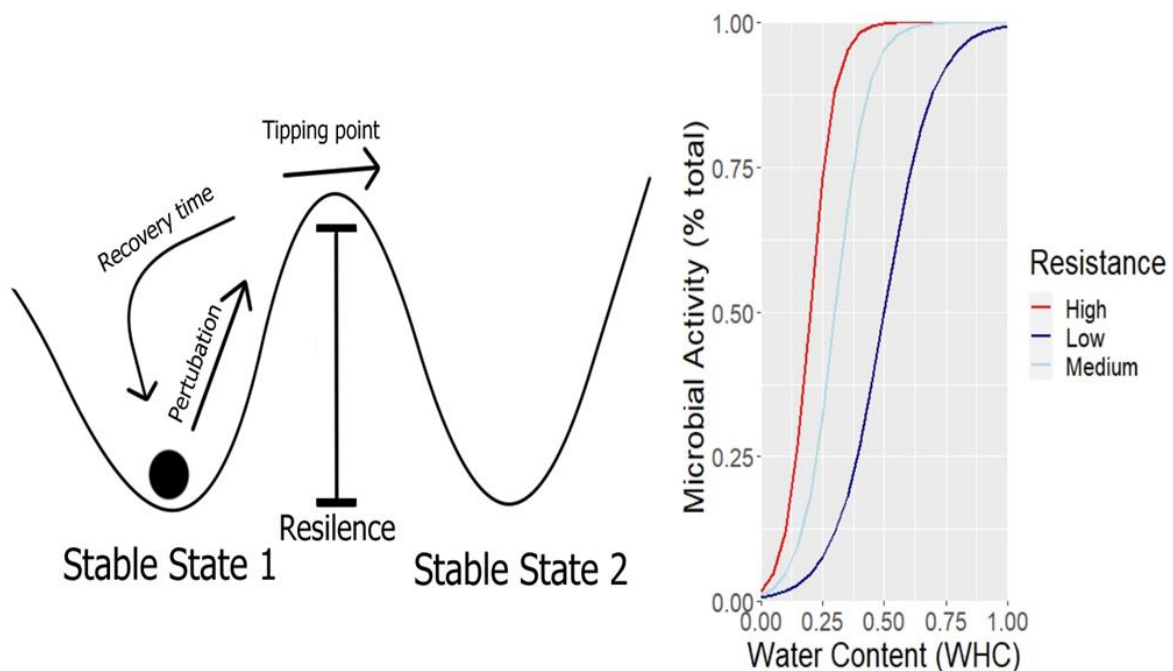 Tipping point
Recovery time
Pertubation
Resilence
Stable State 1
Stable State 2
Microbial Activity (% total)
1.00
0.75
0.50
0.25
0.00
0.00
0.25
0.50
0.75
1.00
Water Content (WHC)
Resistance
High
Low
Medium